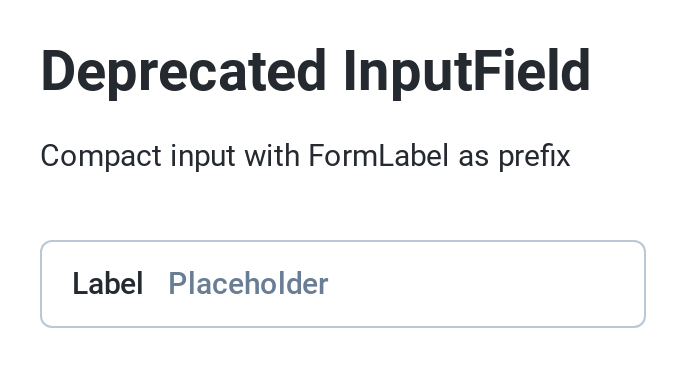 Deprecated InputField
Compact input with FormLabel as prefix
Label Placeholder